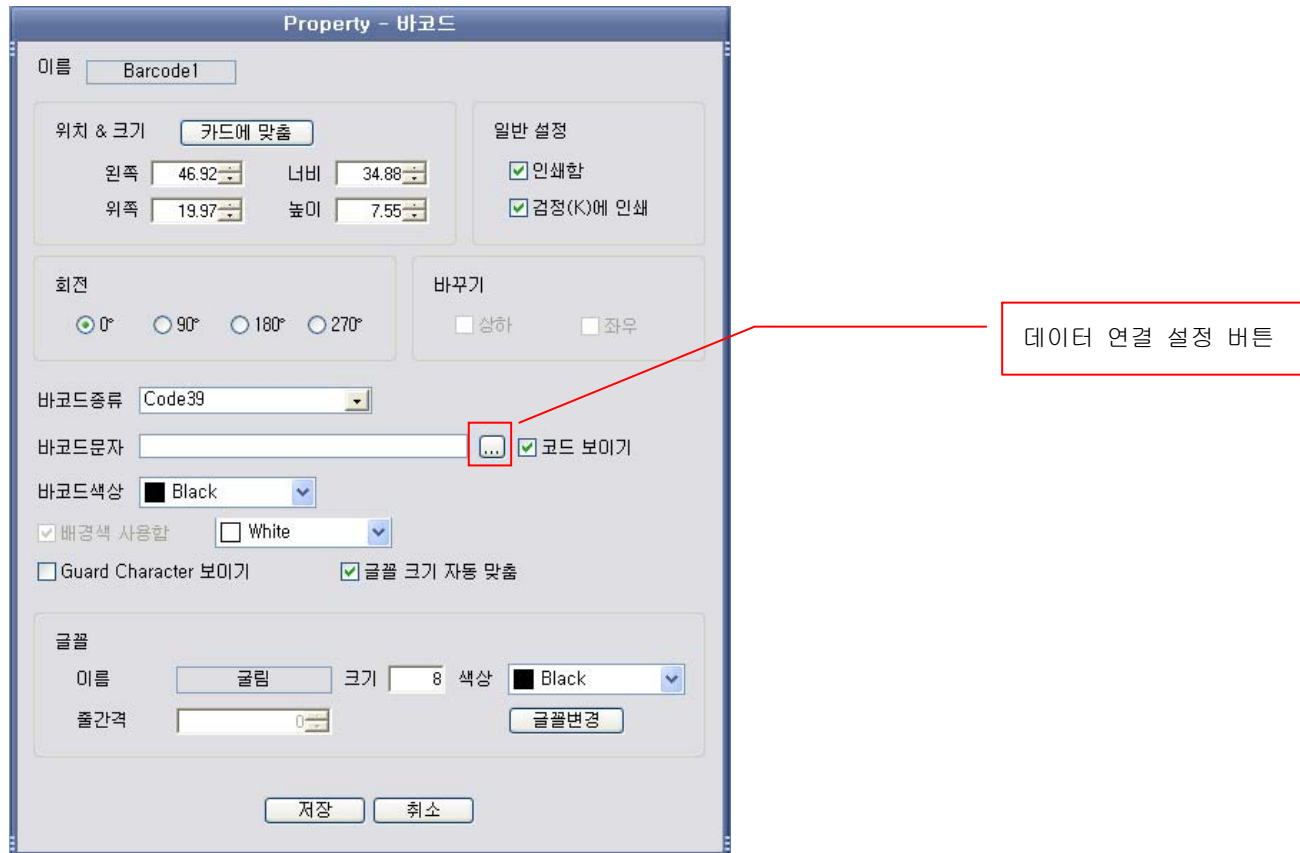 Property - 바코드
이름 Barcode1
위치 & 크기 카드에 맞춤
왼쪽 46.92 너비 34.88
위쪽 19.97 높이 7.55
일반 설정
인쇄함
검정(K)에 인쇄
회전
0° 90° 180° 270°
바꾸기
상하 좌우
데이터 연결 설정 버튼
바코드종류 Code39
바코드문자 ... 코드 보이기
바코드색상 Black
배경색 사용함 White
Guard Character 보이기 글꼴 크기 자동 맞춤
글꼴
이름 굴림 크기 8 색상 Black
줄간격 0 글꼴변경
저장 취소